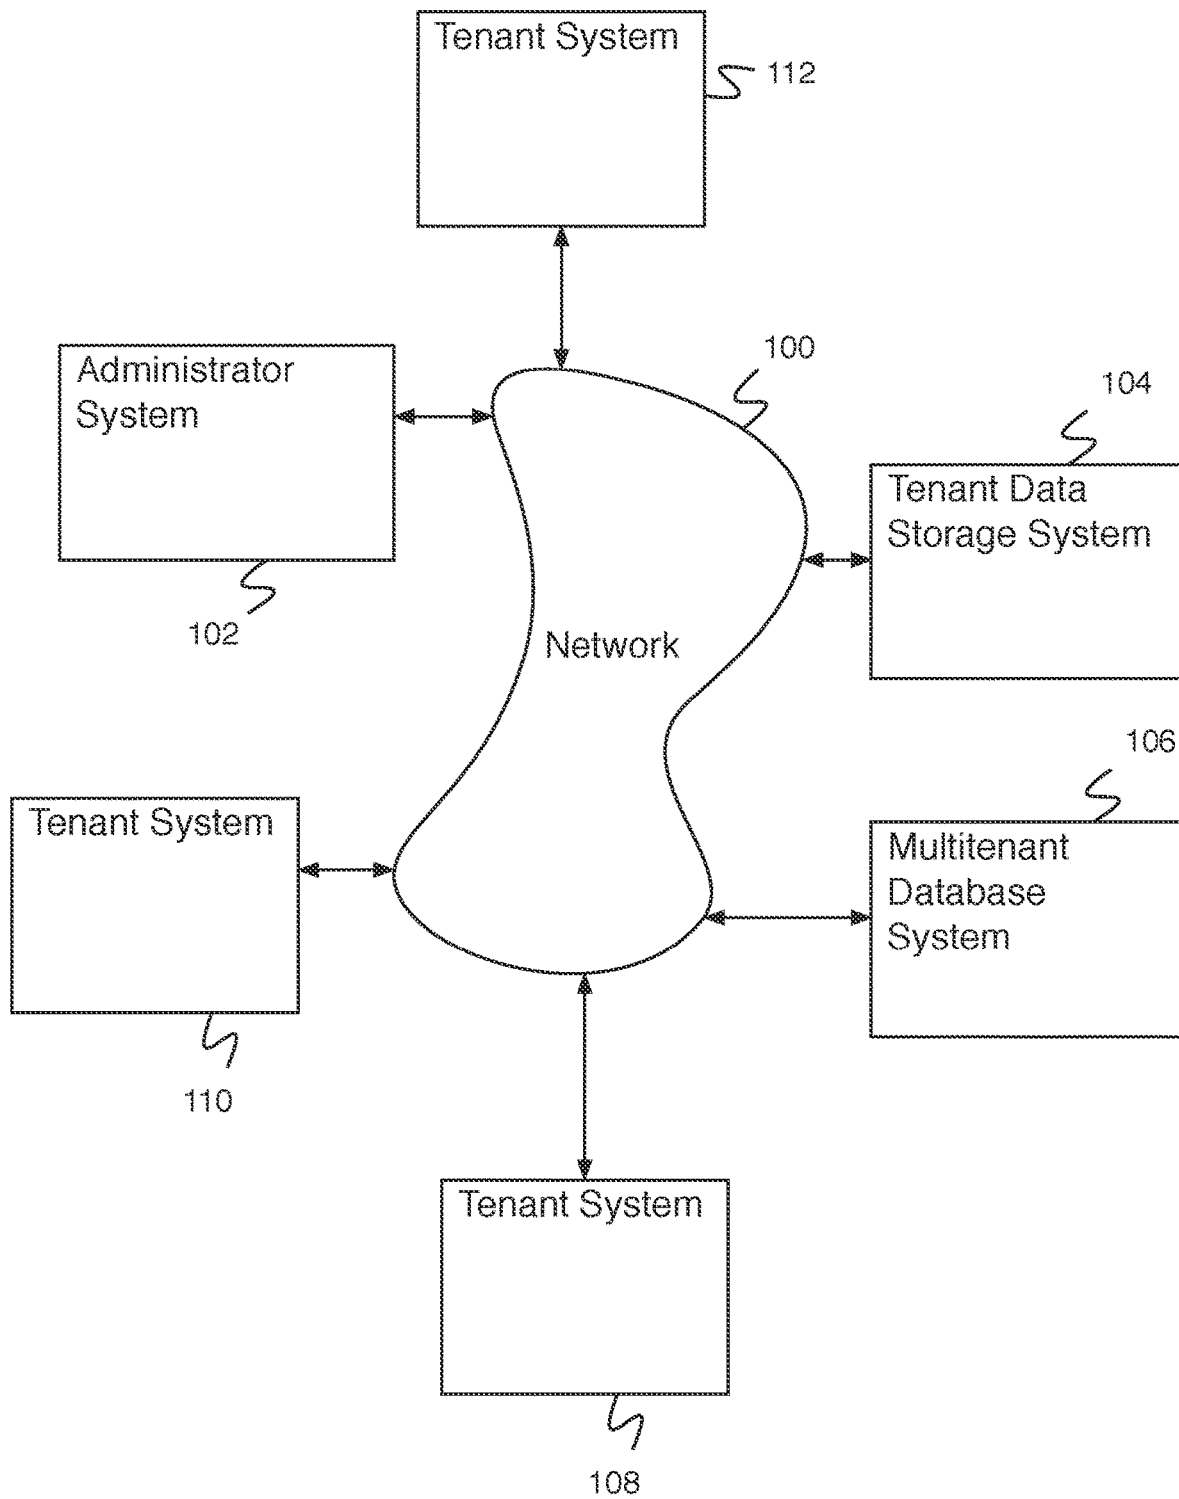 Tenant System
112
100
Administrator
System
104
Tenant Data
Storage System
102
Network
106
Tenant System
Multitenant
Database
System
110
Tenant System
108